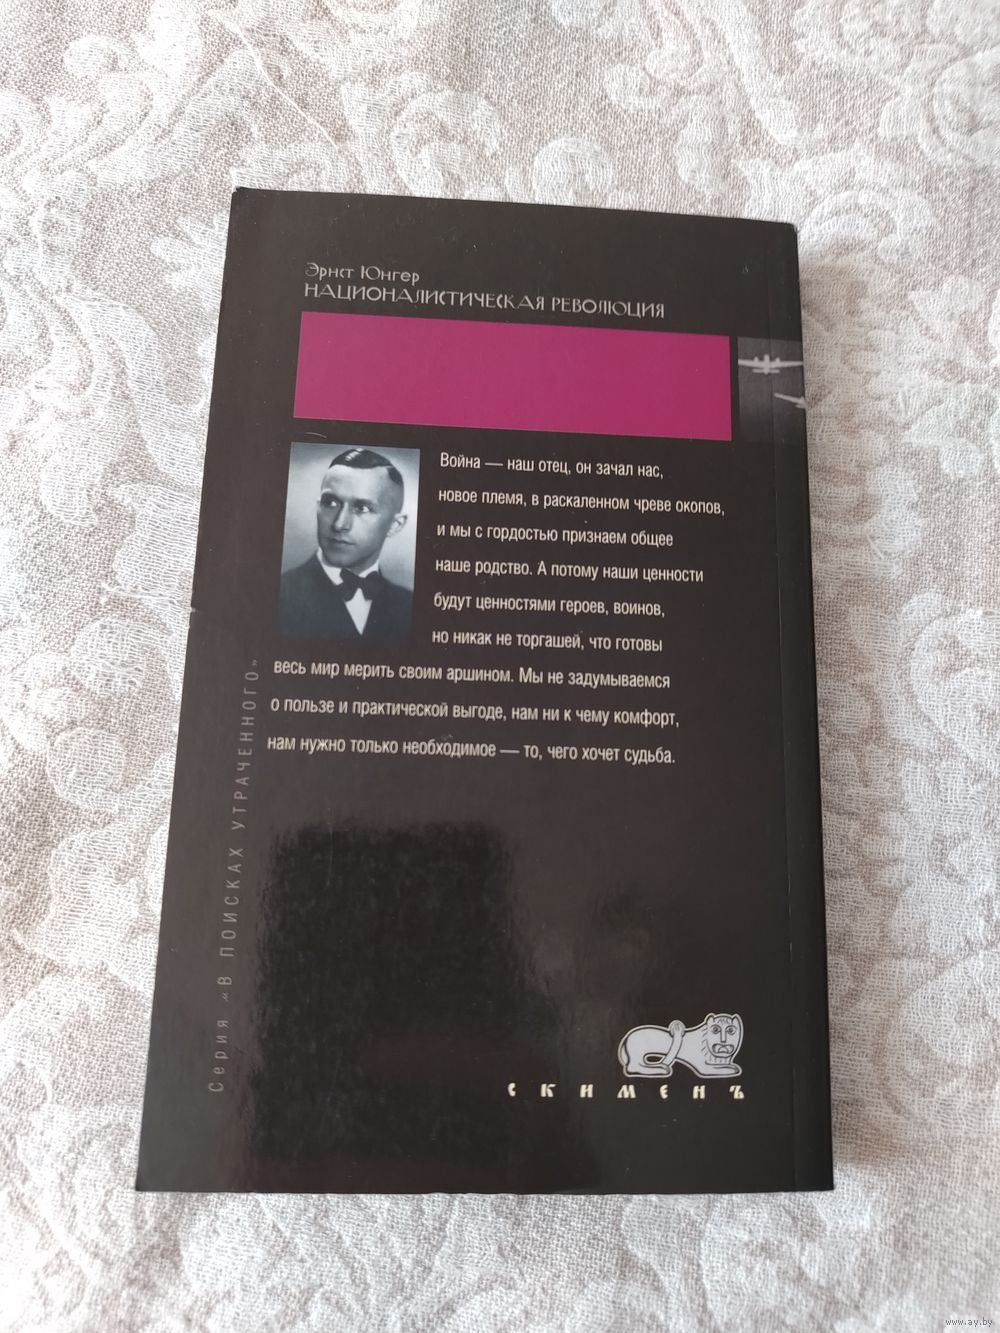 Эрнст Юнгер
НАЦИОНАЛИСТИЧЕСКАЯ РЕВОЛЮЦИЯ
Война — наш отец, он зачал нас,
новое племя, в раскаленном чреве окопов,
и мы с гордостью признаем общее
наше родство. А потому наши ценности
будут ценностями героев, воинов,
но никак не торгашей, что готовы
весь мир мерить своим аршином. Мы не задумываемся
о пользе и практической выгоде, нам ни к чему комфорт,
нам нужно только необходимое — то, чего хочет судьба.
Серия «В ПОИСКАХ УТРАЧЕННОГО»
скименъ
www.ay.by